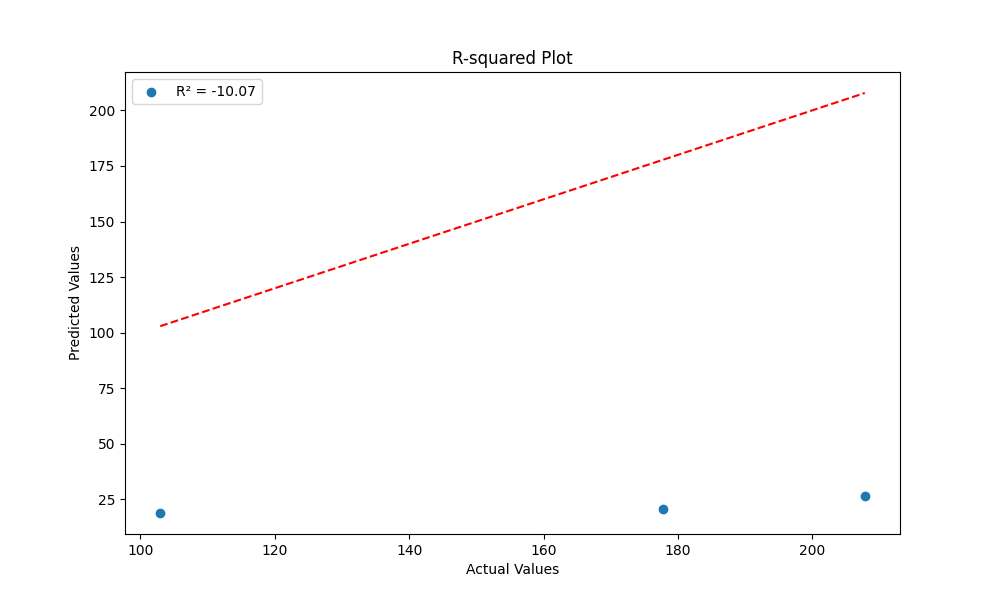 R-squared Plot
R² = -10.07
200
175
150
125
100
75
50
25
Predicted Values
100 120 140 160 180 200
Actual Values